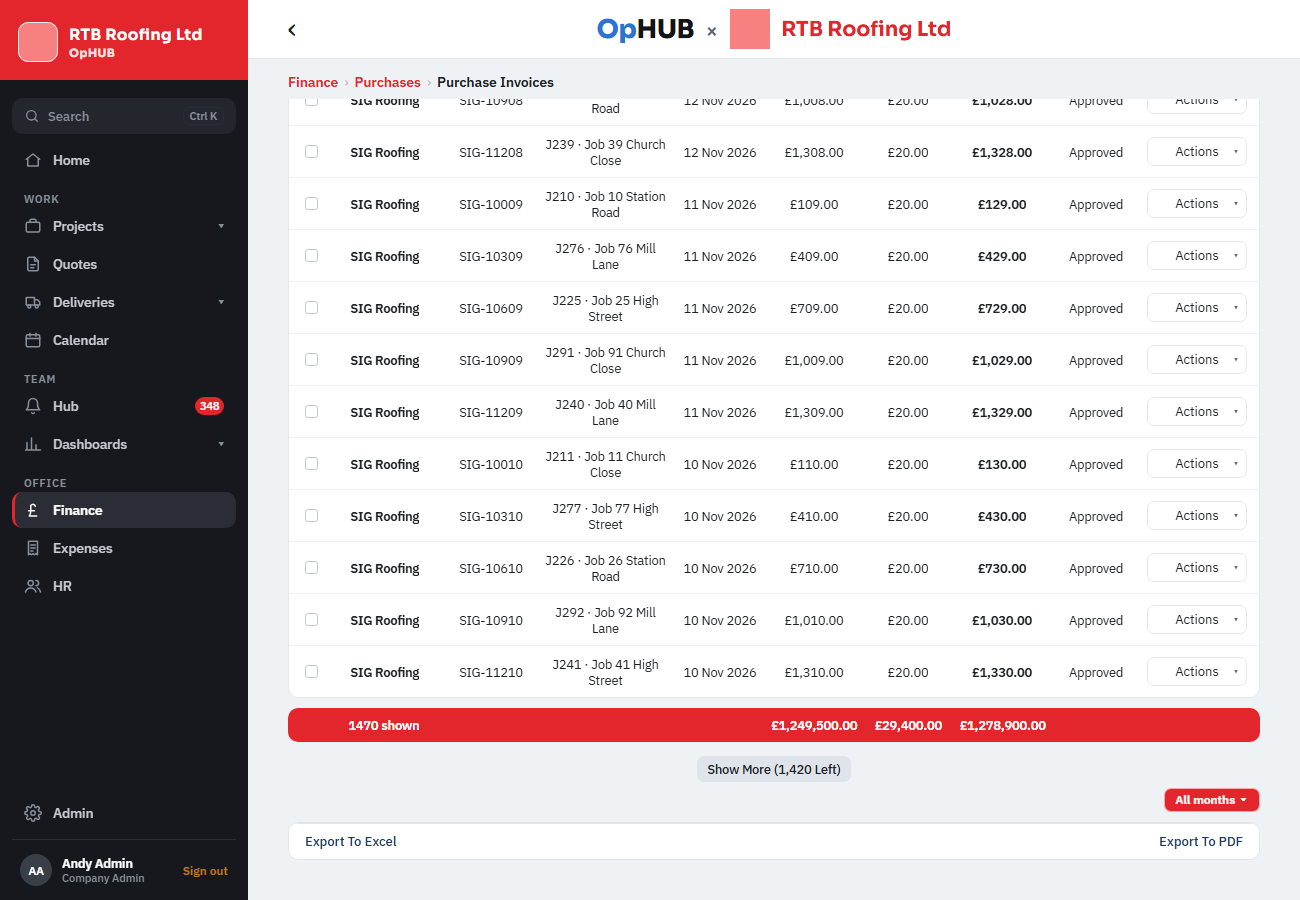 RTB Roofing Ltd
OpHUB
Search Ctrl K
Home
WORK
Projects
Quotes
Deliveries
Calendar
TEAM
Hub 348
Dashboards
OFFICE
£ Finance
Expenses
HR
Admin
AA Andy Admin
Company Admin
Sign out
OpHUB × RTB Roofing Ltd
Finance › Purchases › Purchase Invoices
SIG Roofing SIG-10908 Road 12 Nov 2026 £1,008.00 £20.00 £1,028.00 Approved Actions
SIG Roofing SIG-11208 J239 · Job 39 Church Close 12 Nov 2026 £1,308.00 £20.00 £1,328.00 Approved Actions
SIG Roofing SIG-10009 J210 · Job 10 Station Road 11 Nov 2026 £109.00 £20.00 £129.00 Approved Actions
SIG Roofing SIG-10309 J276 · Job 76 Mill Lane 11 Nov 2026 £409.00 £20.00 £429.00 Approved Actions
SIG Roofing SIG-10609 J225 · Job 25 High Street 11 Nov 2026 £709.00 £20.00 £729.00 Approved Actions
SIG Roofing SIG-10909 J291 · Job 91 Church Close 11 Nov 2026 £1,009.00 £20.00 £1,029.00 Approved Actions
SIG Roofing SIG-11209 J240 · Job 40 Mill Lane 11 Nov 2026 £1,309.00 £20.00 £1,329.00 Approved Actions
SIG Roofing SIG-10010 J211 · Job 11 Church Close 10 Nov 2026 £110.00 £20.00 £130.00 Approved Actions
SIG Roofing SIG-10310 J277 · Job 77 High Street 10 Nov 2026 £410.00 £20.00 £430.00 Approved Actions
SIG Roofing SIG-10610 J226 · Job 26 Station Road 10 Nov 2026 £710.00 £20.00 £730.00 Approved Actions
SIG Roofing SIG-10910 J292 · Job 92 Mill Lane 10 Nov 2026 £1,010.00 £20.00 £1,030.00 Approved Actions
SIG Roofing SIG-11210 J241 · Job 41 High Street 10 Nov 2026 £1,310.00 £20.00 £1,330.00 Approved Actions
1470 shown £1,249,500.00 £29,400.00 £1,278,900.00
Show More (1,420 Left)
All months
Export To Excel Export To PDF